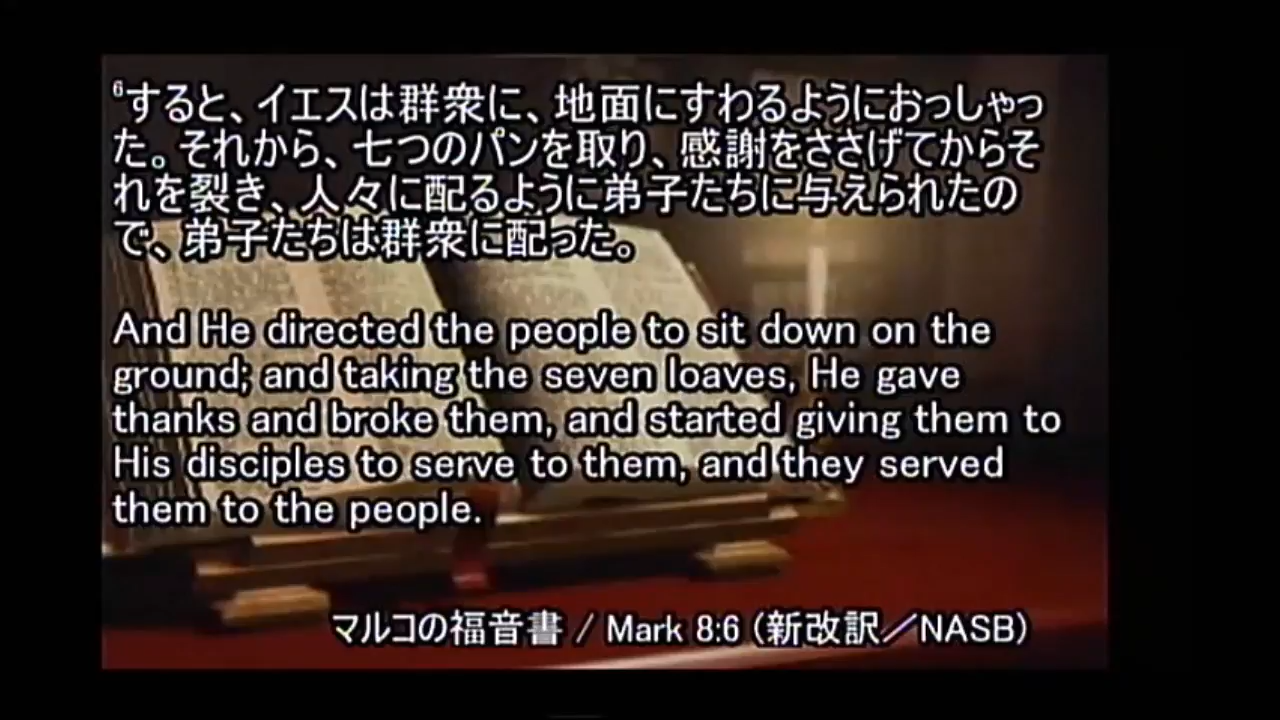 ⁶すると、イエスは群衆に、地面にすわるようにおっしゃっ
た。それから、七つのパンを取り、感謝をささげてからそ
れを裂き、人々に配るように弟子たちに与えられたの
で、弟子たちは群衆に配った。
And He directed the people to sit down on the
ground; and taking the seven loaves, He gave
thanks and broke them, and started giving them to
His disciples to serve to them, and they served
them to the people.
マルコの福音書 / Mark 8:6 (新改訳／NASB)